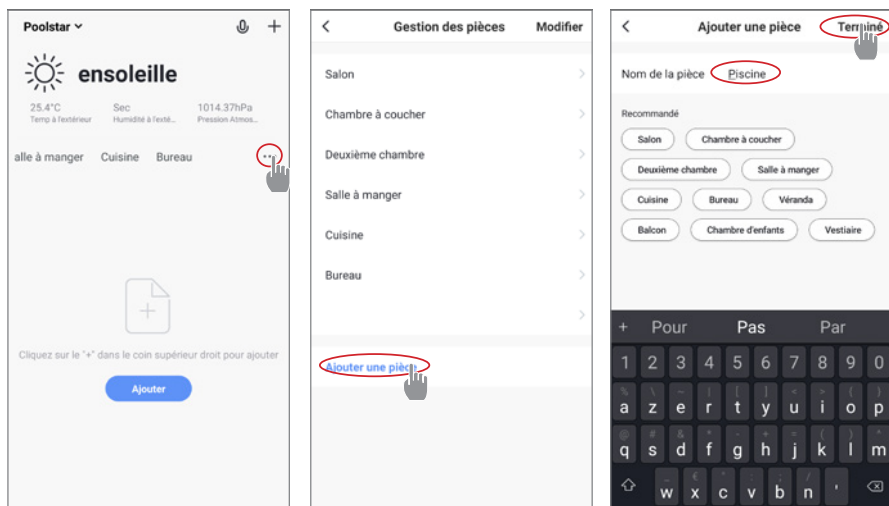 Poolstar
ensoleille
25.4°C Sec 1014.37hPa
Temp à l'extérieur Humidité à l'exté... Pression Atmos...
alle à manger Cuisine Bureau ...
Cliquez sur le "+" dans le coin supérieur droit pour ajouter
Ajouter
Gestion des pièces Modifier
Salon
Chambre à coucher
Deuxième chambre
Salle à manger
Cuisine
Bureau
Ajouter une pièce
Ajouter une pièce Terminé
Nom de la pièce Piscine
Recommandé
Salon Chambre à coucher
Deuxième chambre Salle à manger
Cuisine Bureau Véranda
Balcon Chambre d'enfants Vestiaire
+ Pour Pas Par
1 2 3 4 5 6 7 8 9 0
a z e r t y u i o p
q s d f g h j k l m
w x c v b n '